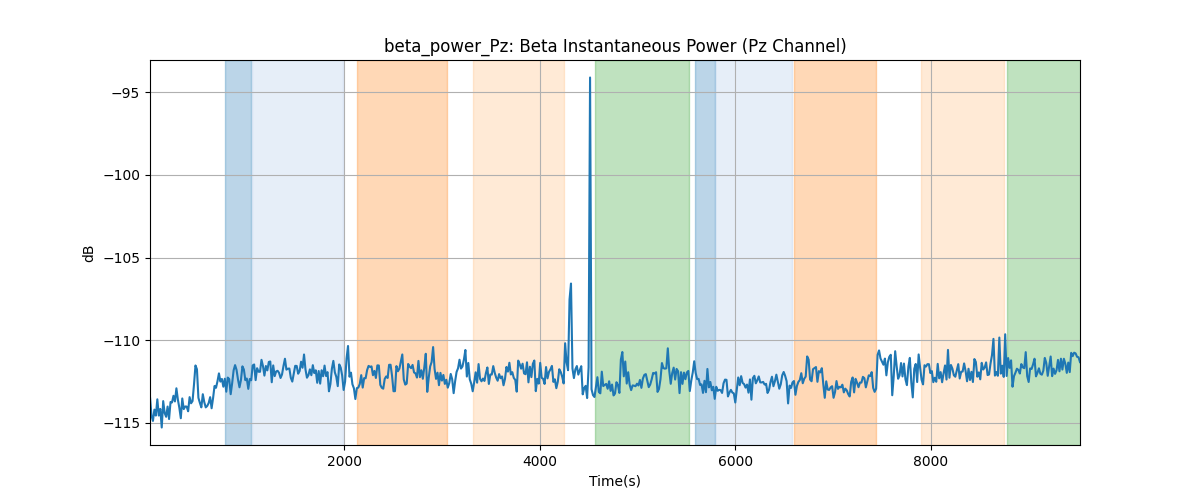 beta_power_Pz: Beta Instantaneous Power (Pz Channel)
−95
−100
−105
−110
−115
dB
2000 4000 6000 8000
Time(s)